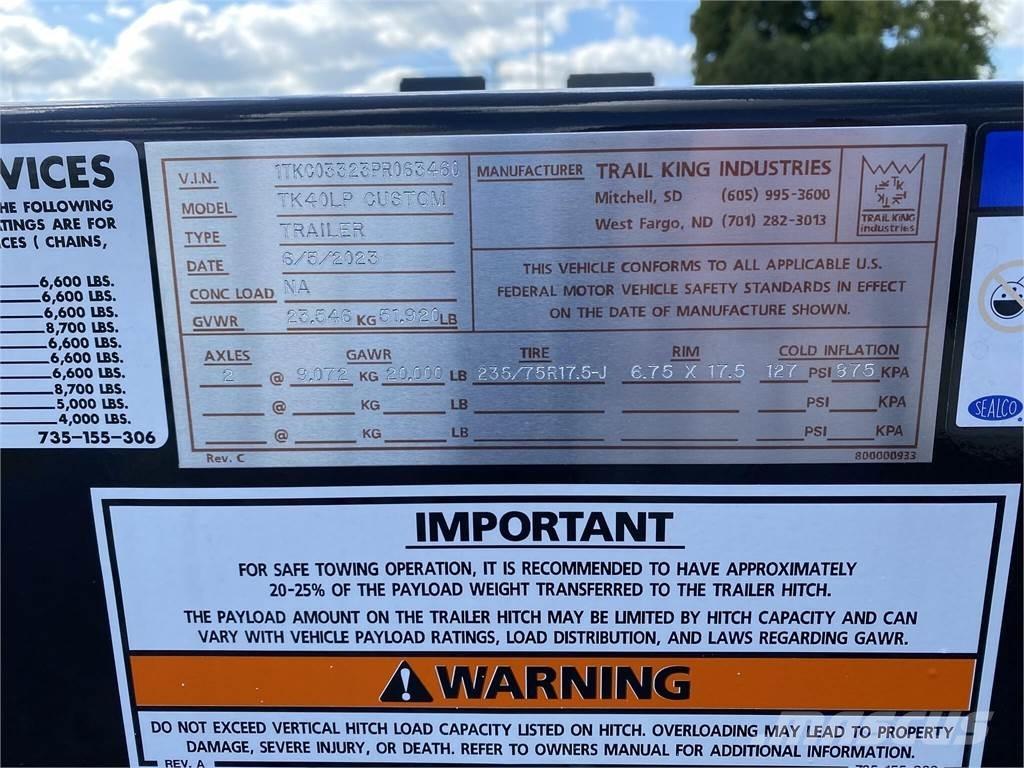 VICES
HE FOLLOWING
TINGS ARE FOR
CES ( CHAINS,
6,600 LBS.
6,600 LBS.
6,600 LBS.
8,700 LBS.
6,600 LBS.
6,600 LBS.
6,600 LBS.
8,700 LBS.
5,000 LBS.
4,000 LBS.
735-155-306
V.I.N. 1TKC03323PR063460
MODEL TK40LP CUSTOM
TYPE TRAILER
DATE 6/5/2023
CONC LOAD NA
GVWR 23,546 KG 51,920 LB
MANUFACTURER TRAIL KING INDUSTRIES
Mitchell, SD (605) 995-3600
West Fargo, ND (701) 282-3013
TK
TRAIL KING
industries
THIS VEHICLE CONFORMS TO ALL APPLICABLE U.S.
FEDERAL MOTOR VEHICLE SAFETY STANDARDS IN EFFECT
ON THE DATE OF MANUFACTURE SHOWN.
AXLES GAWR TIRE RIM COLD INFLATION
2 @ 9,072 KG 20,000 LB 235/75R17.5-J 6.75 X 17.5 127 PSI 875 KPA
@ KG LB PSI KPA
@ KG LB PSI KPA
Rev. C 800000933
SEALCO
IMPORTANT
FOR SAFE TOWING OPERATION, IT IS RECOMMENDED TO HAVE APPROXIMATELY
20-25% OF THE PAYLOAD WEIGHT TRANSFERRED TO THE TRAILER HITCH.
THE PAYLOAD AMOUNT ON THE TRAILER HITCH MAY BE LIMITED BY HITCH CAPACITY AND CAN
VARY WITH VEHICLE PAYLOAD RATINGS, LOAD DISTRIBUTION, AND LAWS REGARDING GAWR.
WARNING
DO NOT EXCEED VERTICAL HITCH LOAD CAPACITY LISTED ON HITCH. OVERLOADING MAY LEAD TO PROPERTY
DAMAGE, SEVERE INJURY, OR DEATH. REFER TO OWNERS MANUAL FOR ADDITIONAL INFORMATION.
REV. A
MASCUS